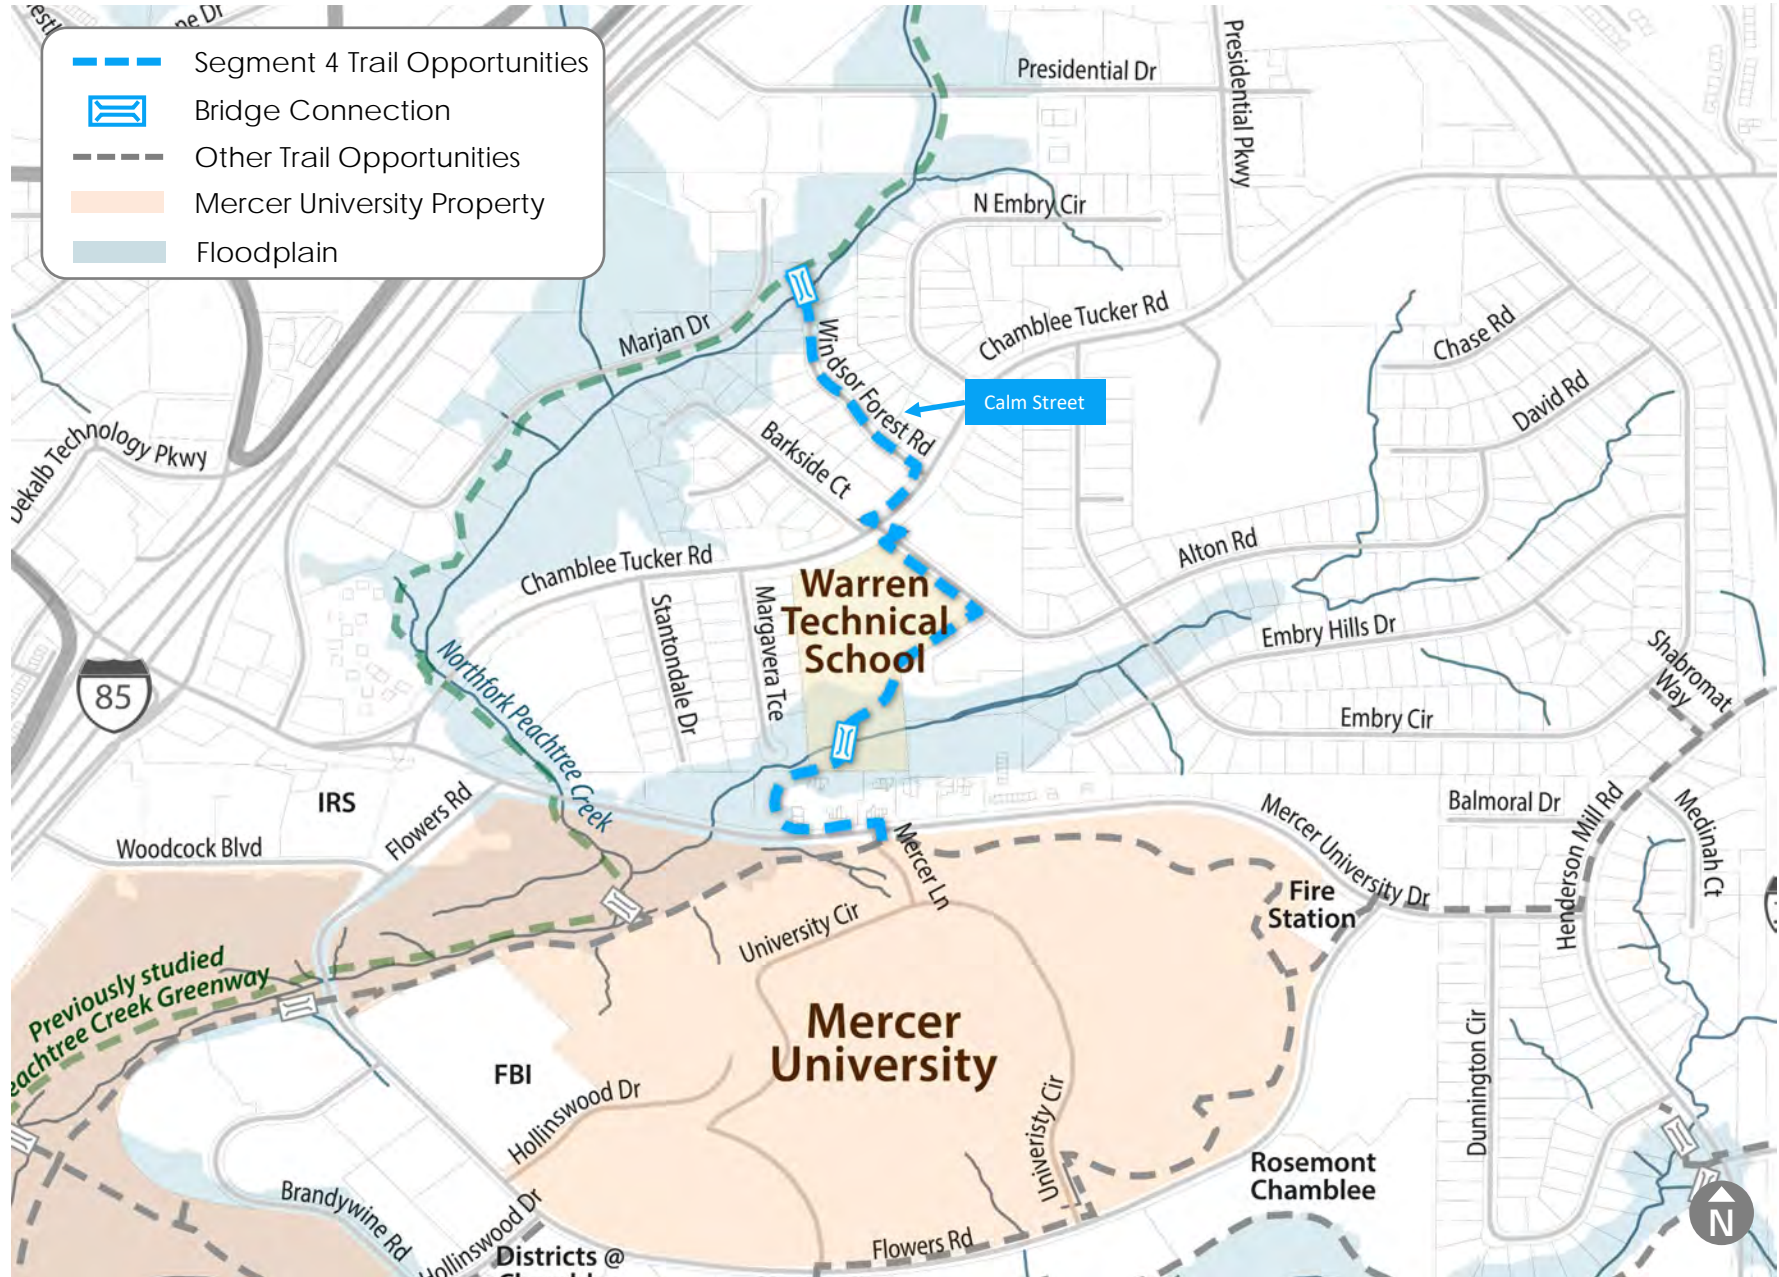 ne Dr
Segment 4 Trail Opportunities
Bridge Connection
Other Trail Opportunities
Mercer University Property
Floodplain
Presidential Dr
Presidential Pkwy
N Embry Cir
Marjan Dr
Windsor Forest Rd
Chamblee Tucker Rd
Chase Rd
David Rd
Calm Street
Barkside Ct
Dekalb Technology Pkwy
Chamblee Tucker Rd
Alton Rd
Warren
Technical
School
Stantondale Dr
Margavera Tce
Embry Hills Dr
Shabromat
Way
85
Northfork Peachtree Creek
Embry Cir
IRS
Flowers Rd
Woodcock Blvd
Mercer Ln
Mercer University Dr
Balmoral Dr
Henderson Mill Rd
Medinah Ct
Fire
Station
University Cir
Previously studied
eachtree Creek Greenway
Mercer
University
FBI
Hollinswood Dr
Univeristy Cir
Dunnington Cir
Rosemont
Chamblee
Brandywine Rd
Hollinswood Dr
Flowers Rd
Districts @
N